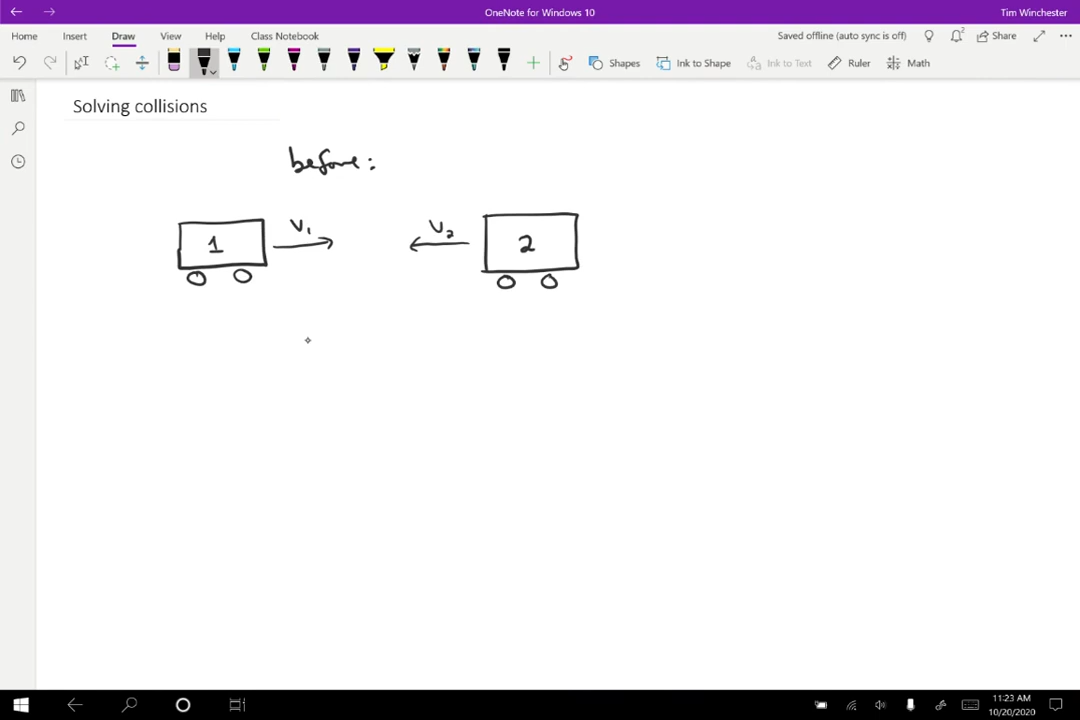 OneNote for Windows 10
Tim Winchester
Home Insert Draw View Help Class Notebook
Saved offline (auto sync is off) Share
Shapes Ink to Shape Ink to Text Ruler Math
Solving collisions
before:
V₁ V₂
1 2
11:23 AM
10/20/2020